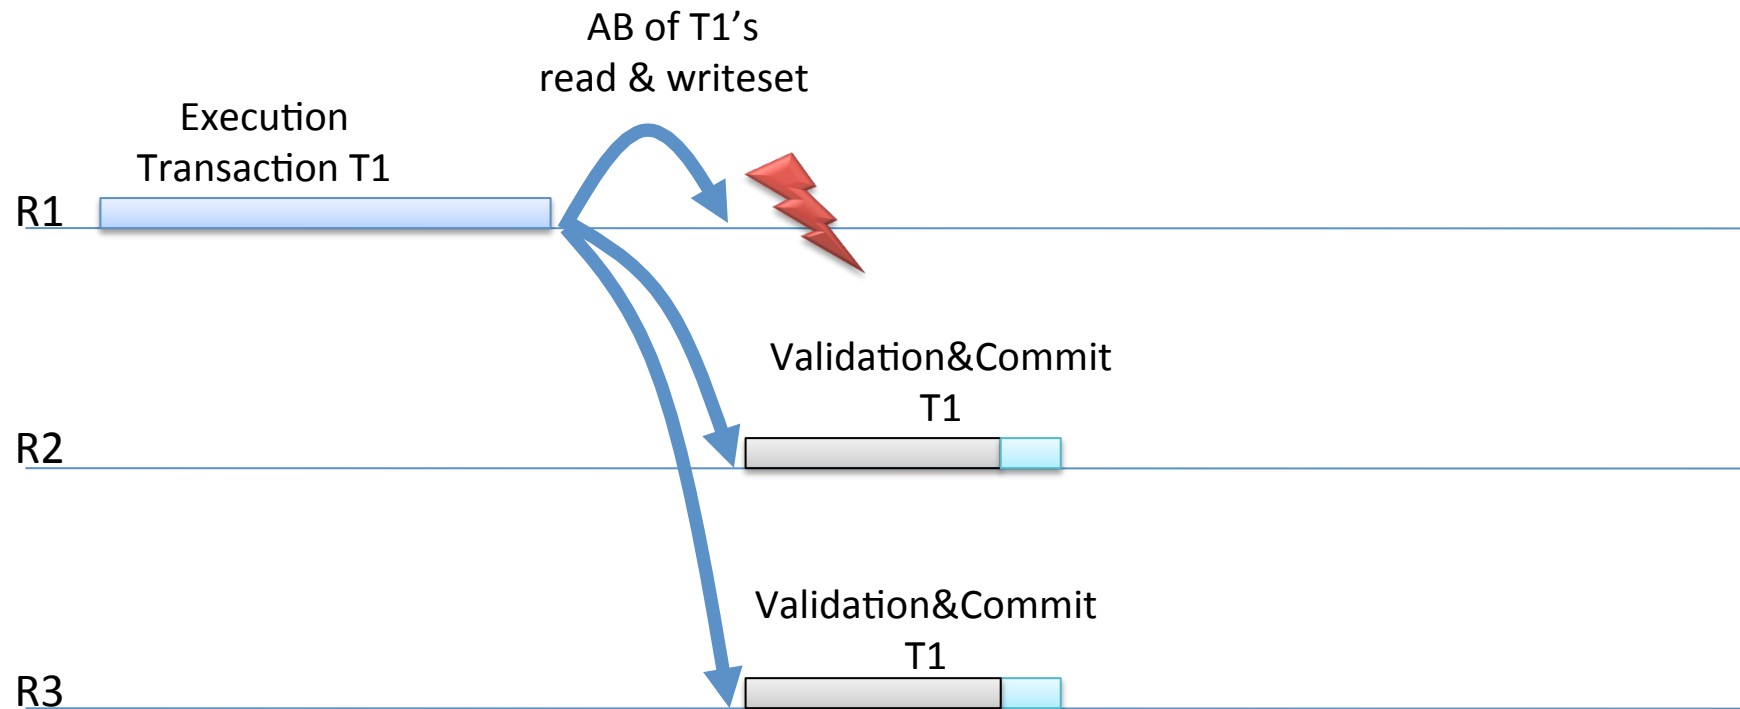 AB of T1’s
read & writeset
Execution
Transaction T1
R1
Validation&Commit
T1
R2
Validation&Commit
T1
R3